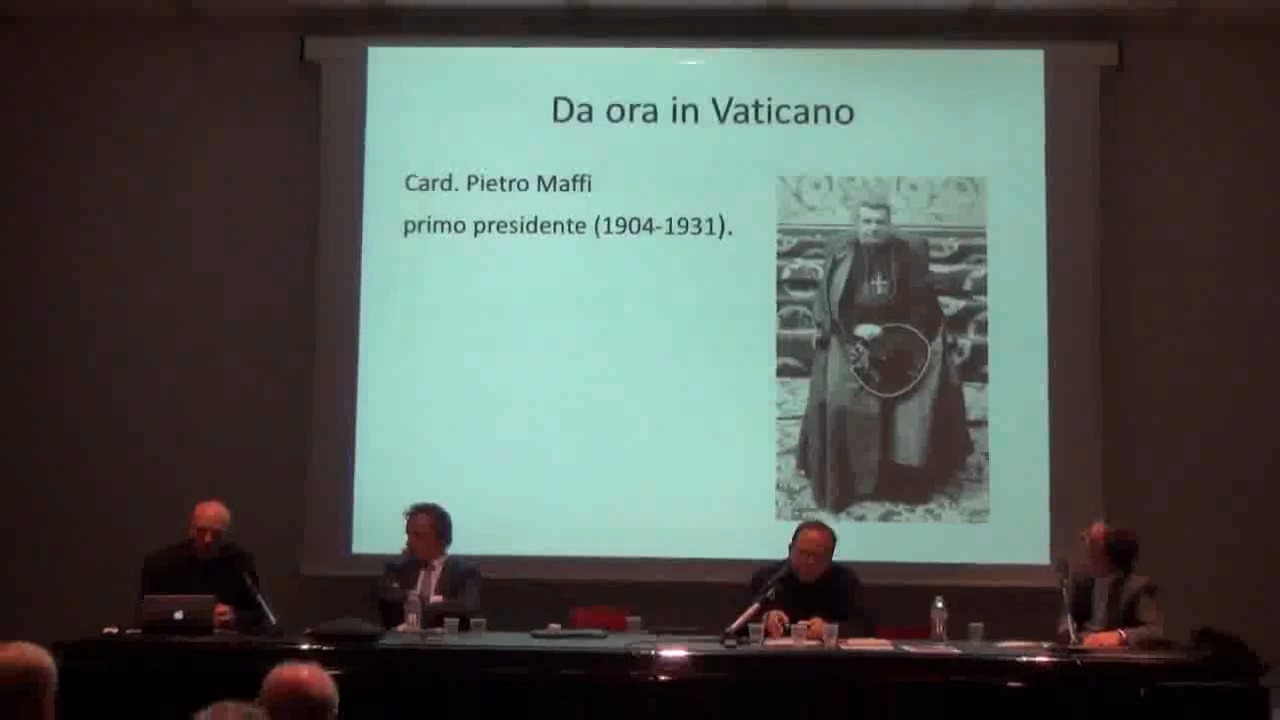 Da ora in Vaticano
Card. Pietro Maffi
primo presidente (1904-1931).